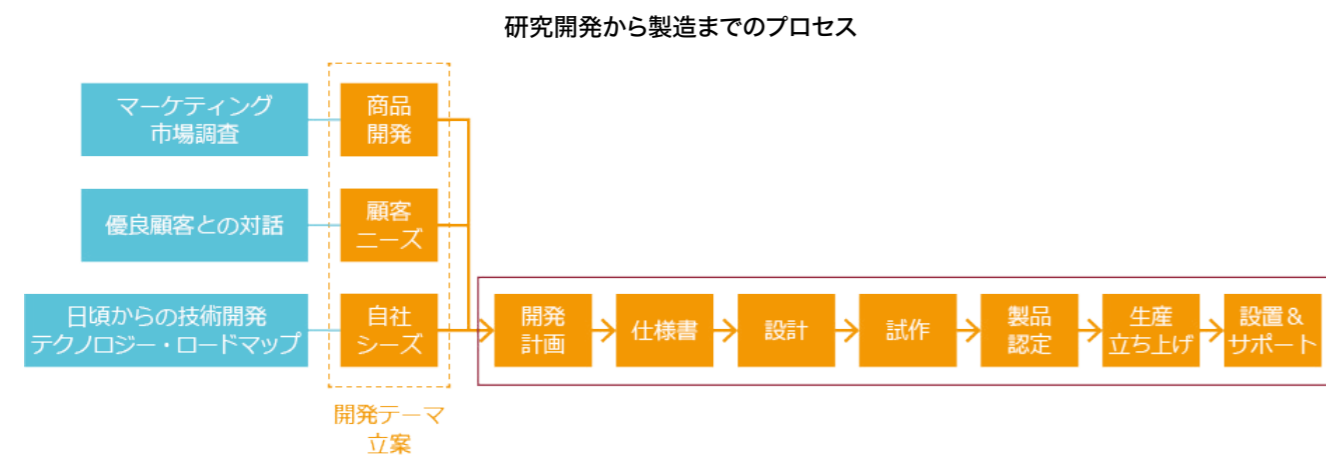 研究開発から製造までのプロセス
マーケティング
市場調査
商品
開発
優良顧客との対話
顧客
ニーズ
日頃からの技術開発
テクノロジー・ロードマップ
自社
シーズ
開発
計画
仕様書
設計
試作
製品
認定
生産
立ち上げ
設置&
サポート
開発テーマ
立案